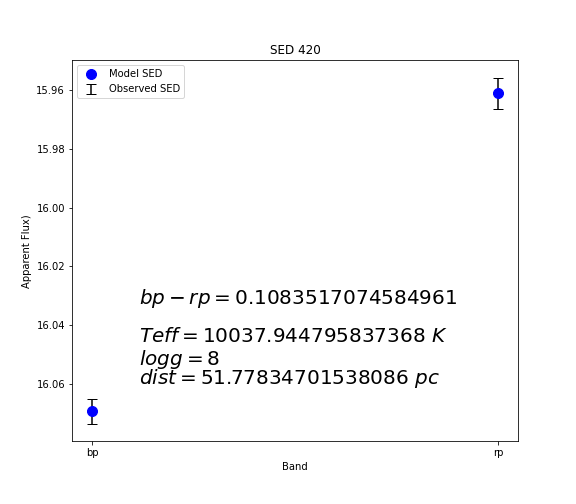 SED 420
Model SED
Observed SED
15.96
15.98
16.00
16.02
16.04
16.06
Apparent Flux)
bp − rp = 0.1083517074584961
Teff = 10037.944795837368 K
logg = 8
dist = 51.77834701538086 pc
bp
rp
Band